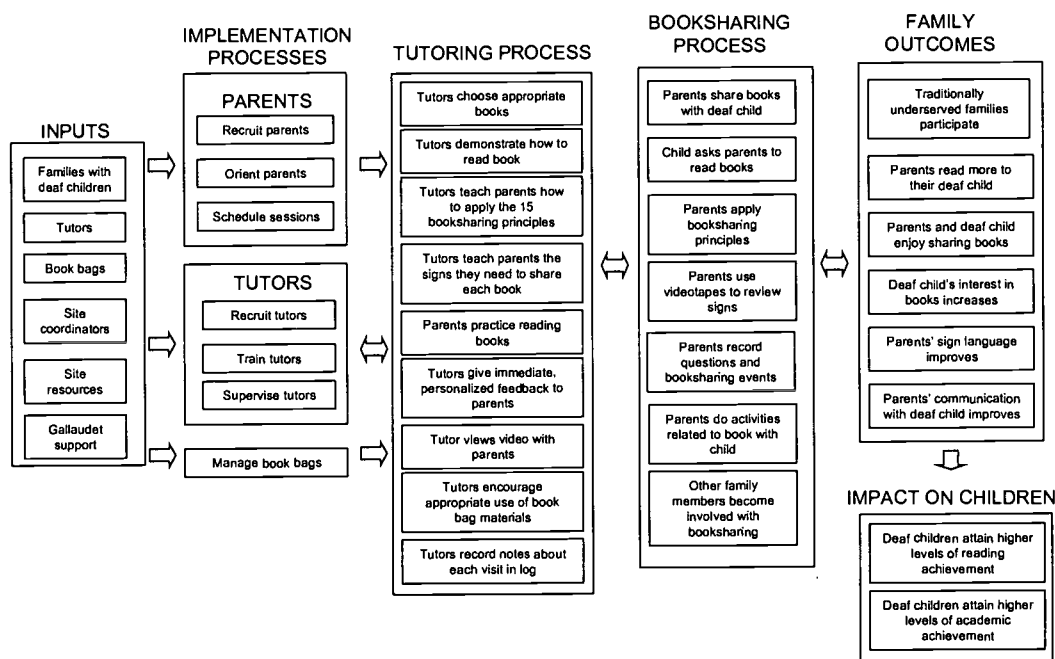 INPUTS
Families with
deaf children
Tutors
Book bags
Site
coordinators
Site
resources
Gallaudet
support
IMPLEMENTATION
PROCESSES
PARENTS
Recruit parents
Orient parents
Schedule sessions
TUTORS
Recruit tutors
Train tutors
Supervise tutors
Manage book bags
TUTORING PROCESS
Tutors choose appropriate
books
Tutors demonstrate how to
read book
Tutors teach parents how
to apply the 15
booksharing principles
Tutors teach parents the
signs they need to share
each book
Parents practice reading
books
Tutors give immediate,
personalized feedback to
parents
Tutor views video with
parents
Tutors encourage
appropriate use of book
bag materials
Tutors record notes about
each visit in log
BOOKSHARING
PROCESS
Parents share books
with deaf child
Child asks parents to
read books
Parents apply
booksharing
principles
Parents use
videotapes to review
signs
Parents record
questions and
booksharing events
Parents do activities
related to book with
child
Other family
members become
involved with
booksharing
FAMILY
OUTCOMES
Traditionally
underserved families
participate
Parents read more to
their deaf child
Parents and deaf child
enjoy sharing books
Deaf child's interest in
books increases
Parents' sign language
improves
Parents' communication
with deaf child improves
IMPACT ON CHILDREN
Deaf children attain higher
levels of reading
achievement
Deaf children attain higher
levels of academic
achievement